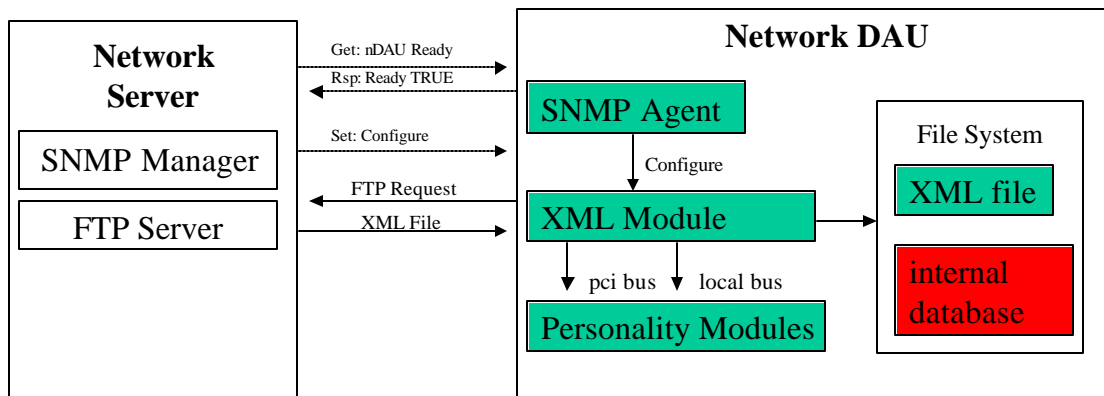 Network
Server
SNMP Manager
FTP Server
Get: nDAU Ready
Rsp: Ready TRUE
Set: Configure
FTP Request
XML File
Network DAU
SNMP Agent
Configure
XML Module
pci bus
local bus
Personality Modules
File System
XML file
internal
database